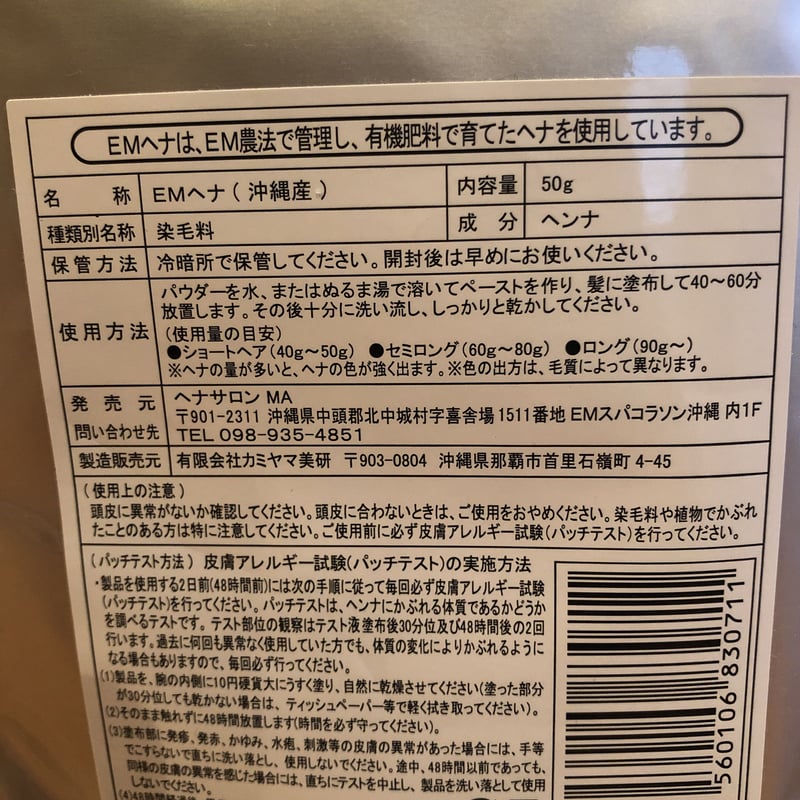 EMヘナは、EM農法で管理し、有機肥料で育てたヘナを使用しています。
名 称 EMヘナ（沖縄産） 内容量 50g
種類別名称 染毛料 成 分 ヘンナ
保管方法 冷暗所で保管してください。開封後は早めにお使いください。
使用方法
パウダーを水、またはぬるま湯で溶いてペーストを作り、髪に塗布して40〜60分
放置します。その後十分に洗い流し、しっかりと乾かしてください。
（使用量の目安）
●ショートヘア（40g〜50g） ●セミロング（60g〜80g） ●ロング（90g〜）
※ヘナの量が多いと、ヘナの色が強く出ます。※色の出方は、毛質によって異なります。
発 売 元
問い合わせ先
ヘナサロン MA
〒901-2311 沖縄県中頭郡北中城村字喜舎場1511番地 EMスパコラソン沖縄 内1F
TEL 098-935-4851
製造販売元 有限会社カミヤマ美研 〒903-0804 沖縄県那覇市首里石嶺町 4-45
（使用上の注意）
頭皮に異常がないか確認してください。頭皮に合わないときは、ご使用をおやめください。染毛料や植物でかぶれ
たことのある方は特に注意してください。ご使用前に必ず皮膚アレルギー試験（パッチテスト）を行ってください。
（パッチテスト方法）皮膚アレルギー試験（パッチテスト）の実施方法
・製品を使用する2日前（48時間前）には次の手順に従って毎回必ず皮膚アレルギー試験
（パッチテスト）を行ってください。パッチテストは、ヘンナにかぶれる体質であるかどうか
を調べるテストです。テスト部位の観察はテスト液塗布後30分位及び48時間後の2回
行います。過去に何回も異常なく使用していた方でも、体質の変化によりかぶれるように
なる場合もありますので、毎回必ず行ってください。
(1)製品を、腕の内側に10円硬貨大にうすく塗り、自然に乾燥させてください（塗った部分
が30分位しても乾かない場合は、ティッシュペーパー等で軽く拭き取ってください）。
(2)そのまま触れずに48時間放置します（時間を必ず守ってください）。
(3)塗布部に発疹、発赤、かゆみ、水疱、刺激等の皮膚の異常があった場合には、手等
でこすらないで直ちに洗い落とし、使用しないでください。途中、48時間以前であっても、
同様の皮膚の異常を感じた場合には、直ちにテストを中止し、製品を洗い落として使用
しないでください。
(4)48時間経過後、
560106 830711